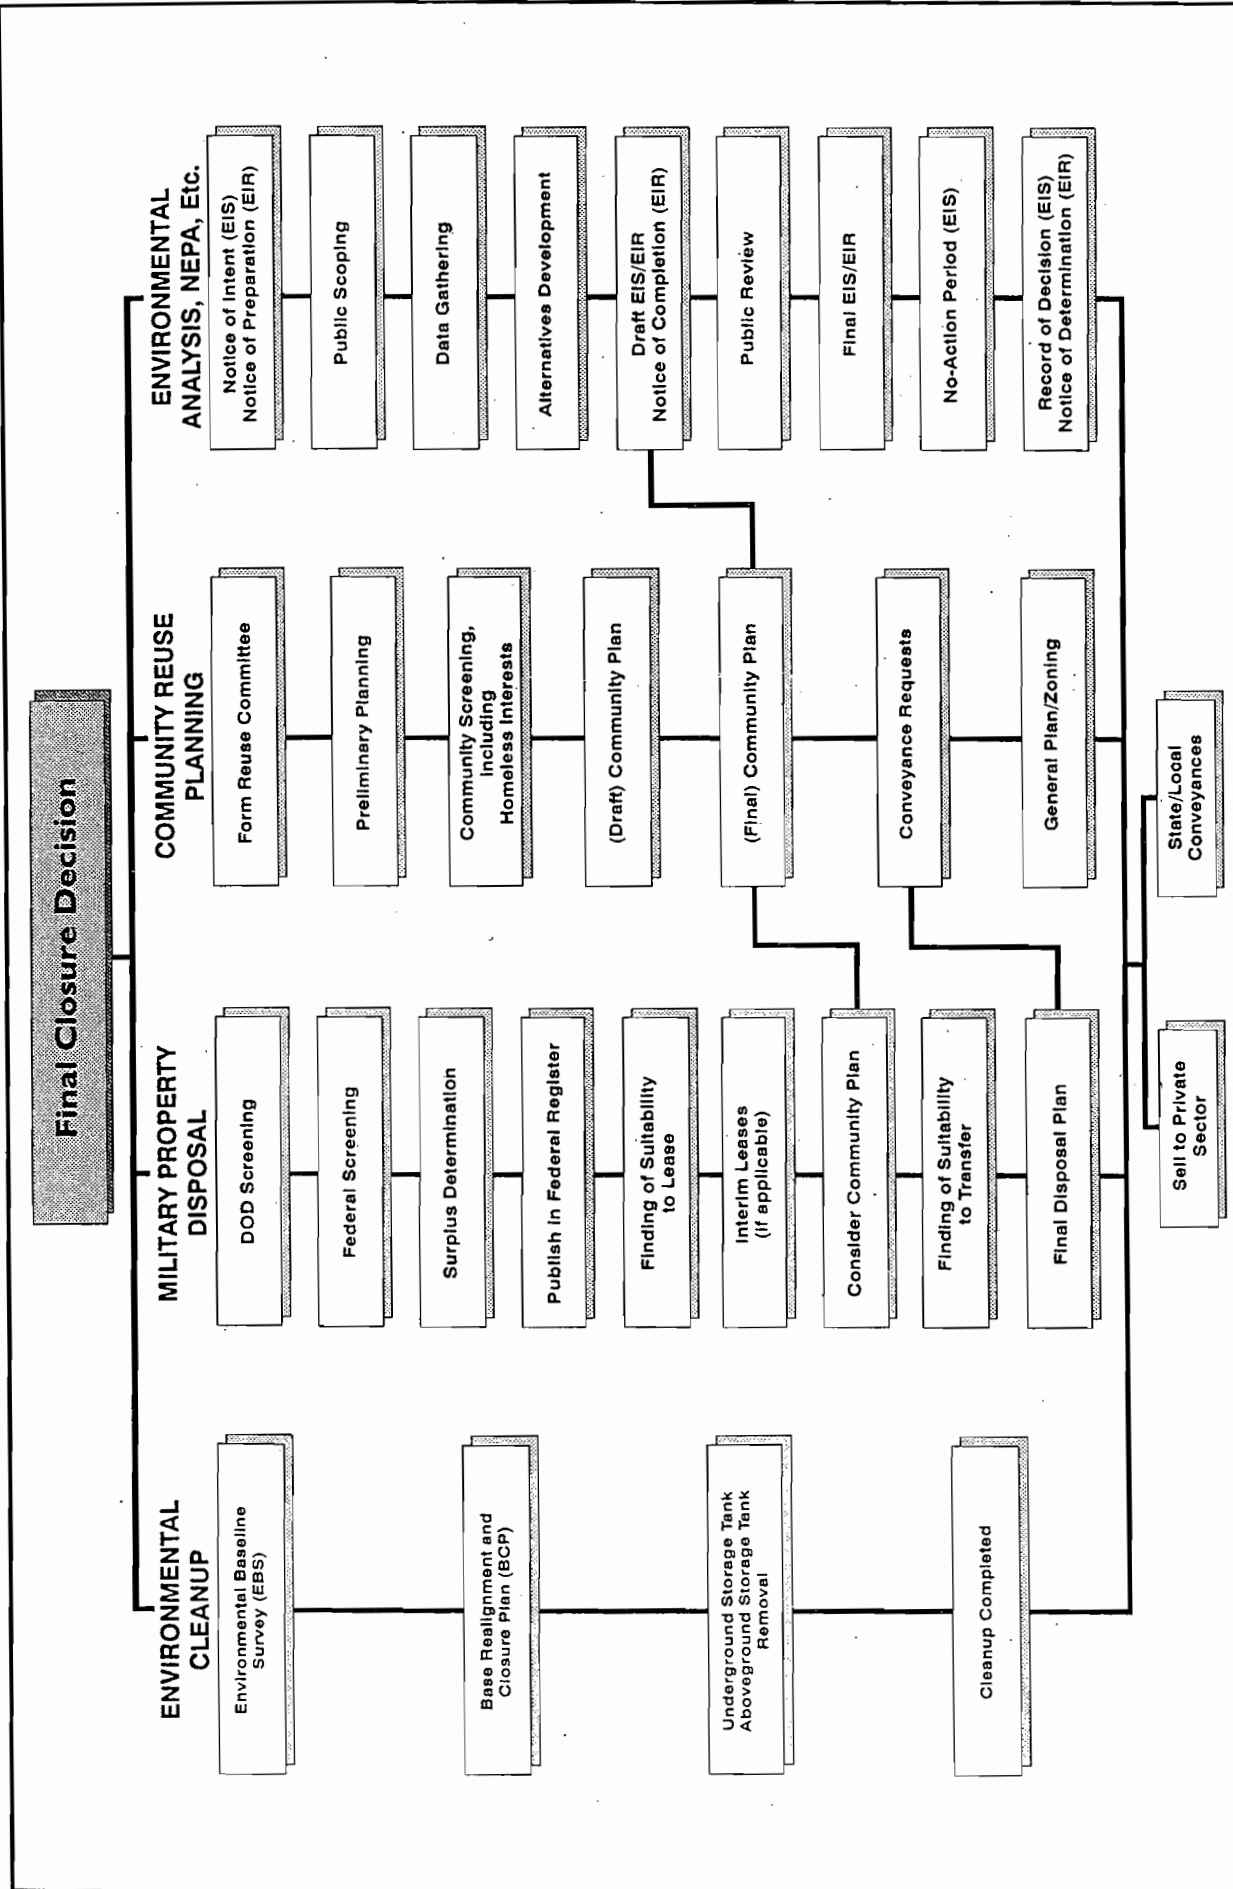 Final Closure Decision
ENVIRONMENTAL
CLEANUP
Environmental Baseline
Survey (EBS)
Base Realignment and
Closure Plan (BCP)
Underground Storage Tank
Aboveground Storage Tank
Removal
Cleanup Completed
MILITARY PROPERTY
DISPOSAL
DOD Screening
Federal Screening
Surplus Determination
Publish in Federal Register
Finding of Suitability
to Lease
Interim Leases
(if applicable)
Consider Community Plan
Finding of Suitability
to Transfer
Final Disposal Plan
COMMUNITY REUSE
PLANNING
Form Reuse Committee
Preliminary Planning
Community Screening,
including
Homeless Interests
(Draft) Community Plan
(Final) Community Plan
Conveyance Requests
General Plan/Zoning
ENVIRONMENTAL
ANALYSIS, NEPA, Etc.
Notice of Intent (EIS)
Notice of Preparation (EIR)
Public Scoping
Data Gathering
Alternatives Development
Draft EIS/EIR
Notice of Completion (EIR)
Public Review
Final EIS/EIR
No-Action Period (EIS)
Record of Decision (EIS)
Notice of Determination (EIR)
Sell to Private
Sector
State/Local
Conveyances